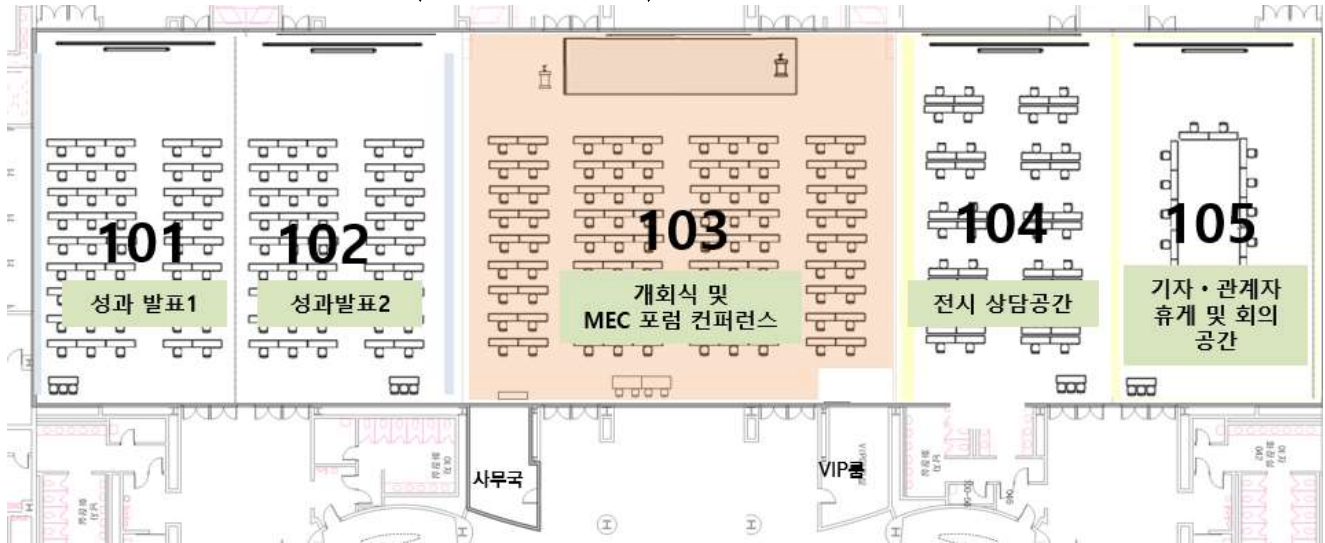 101
성과 발표1
102
성과발표2
103
개회식 및
MEC 포럼 컨퍼런스
104
전시 상담공간
105
기자・관계자
휴게 및 회의
공간
사무국
VIP룸